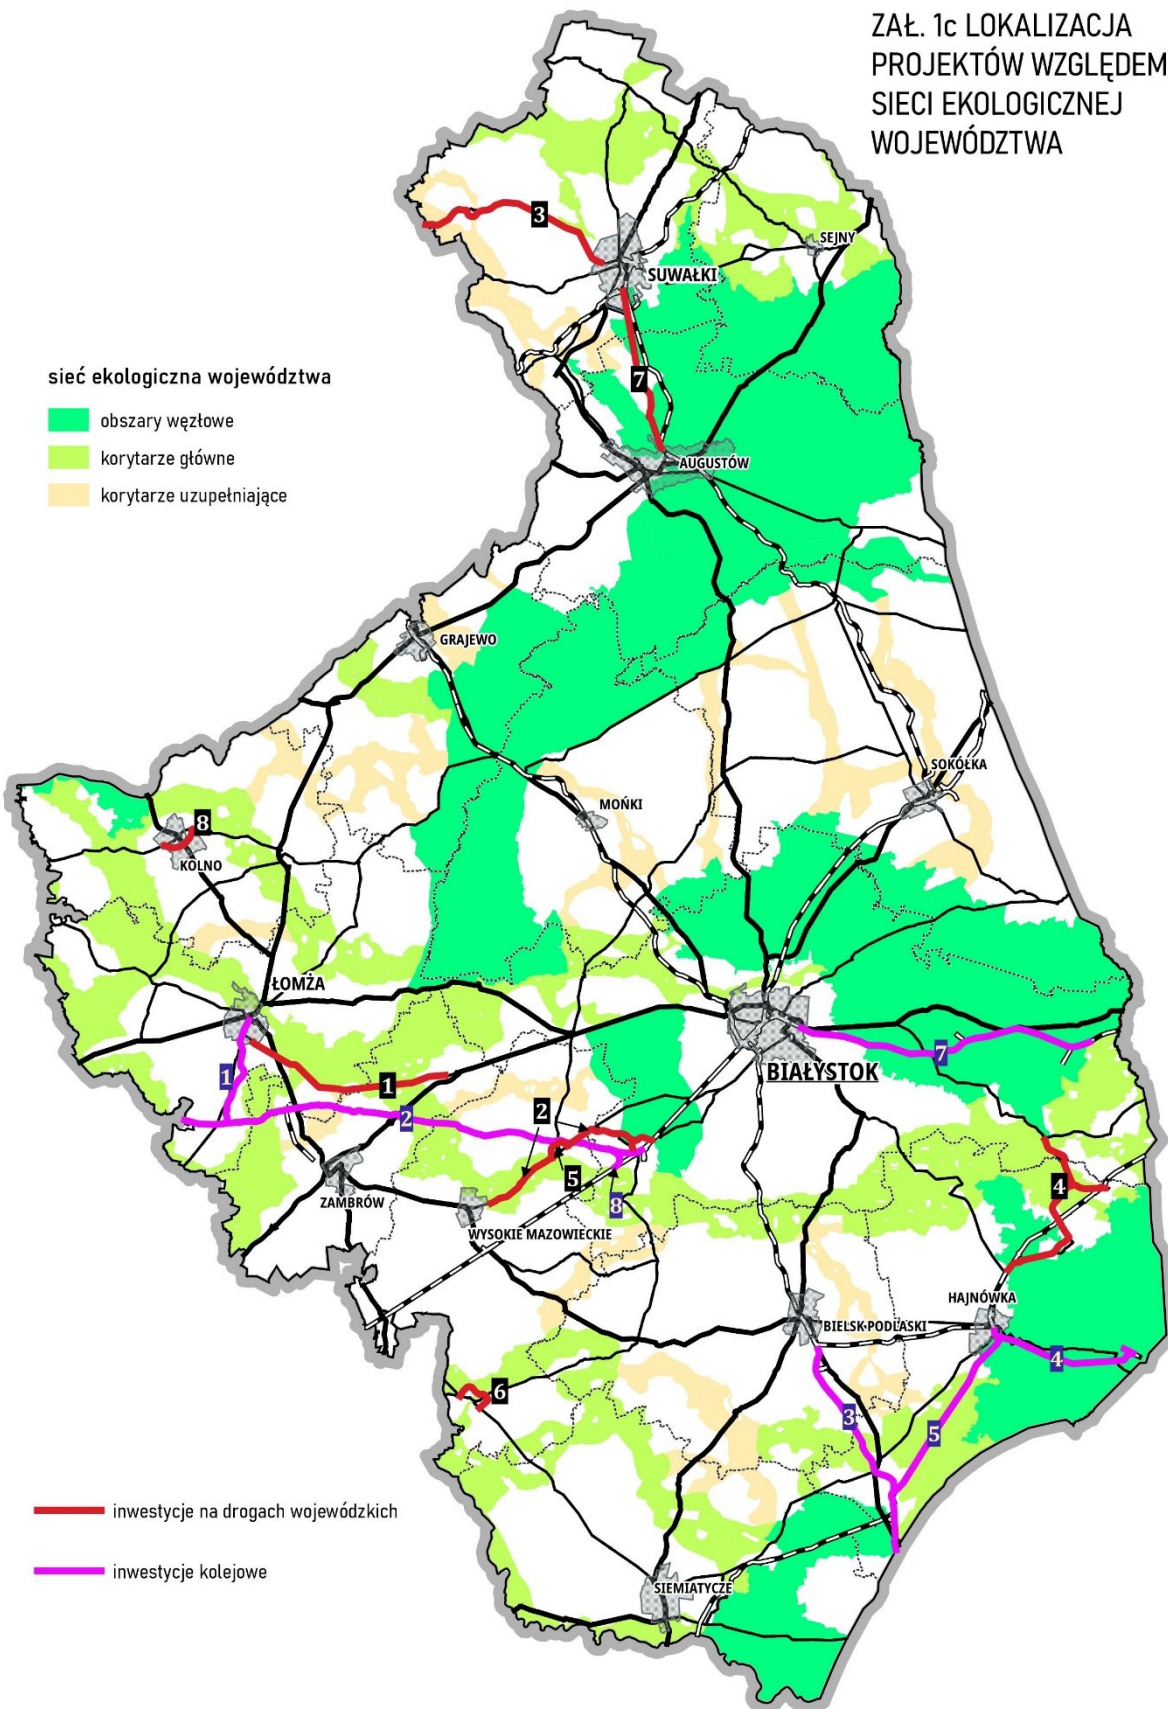 ZAŁ. 1c LOKALIZACJA
PROJEKTÓW WZGLĘDEM
SIECI EKOLOGICZNEJ
WOJEWÓDZTWA
3
SEJNY
SUWAŁKI
sieć ekologiczna województwa
obszary węzłowe
korytarze główne
korytarze uzupełniające
7
AUGUSTÓW
GRAJEWO
SOKÓŁKA
MOŃKI
8
KOLNO
ŁOMŻA
7
1
1
BIAŁYSTOK
2
2
5
4
8
ZAMBRÓW
WYSOKIE MAZOWIECKIE
HAJNÓWKA
BIELSK PODLASKI
4
6
3
5
inwestycje na drogach wojewódzkich
inwestycje kolejowe
SIEMIATYCZE